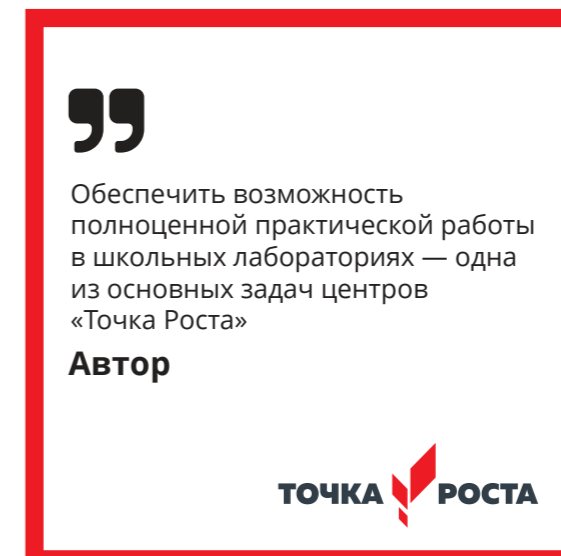 Обеспечить возможность
полноценной практической работы
в школьных лабораториях — одна
из основных задач центров
«Точка Роста»
Автор
ТОЧКА РОСТА